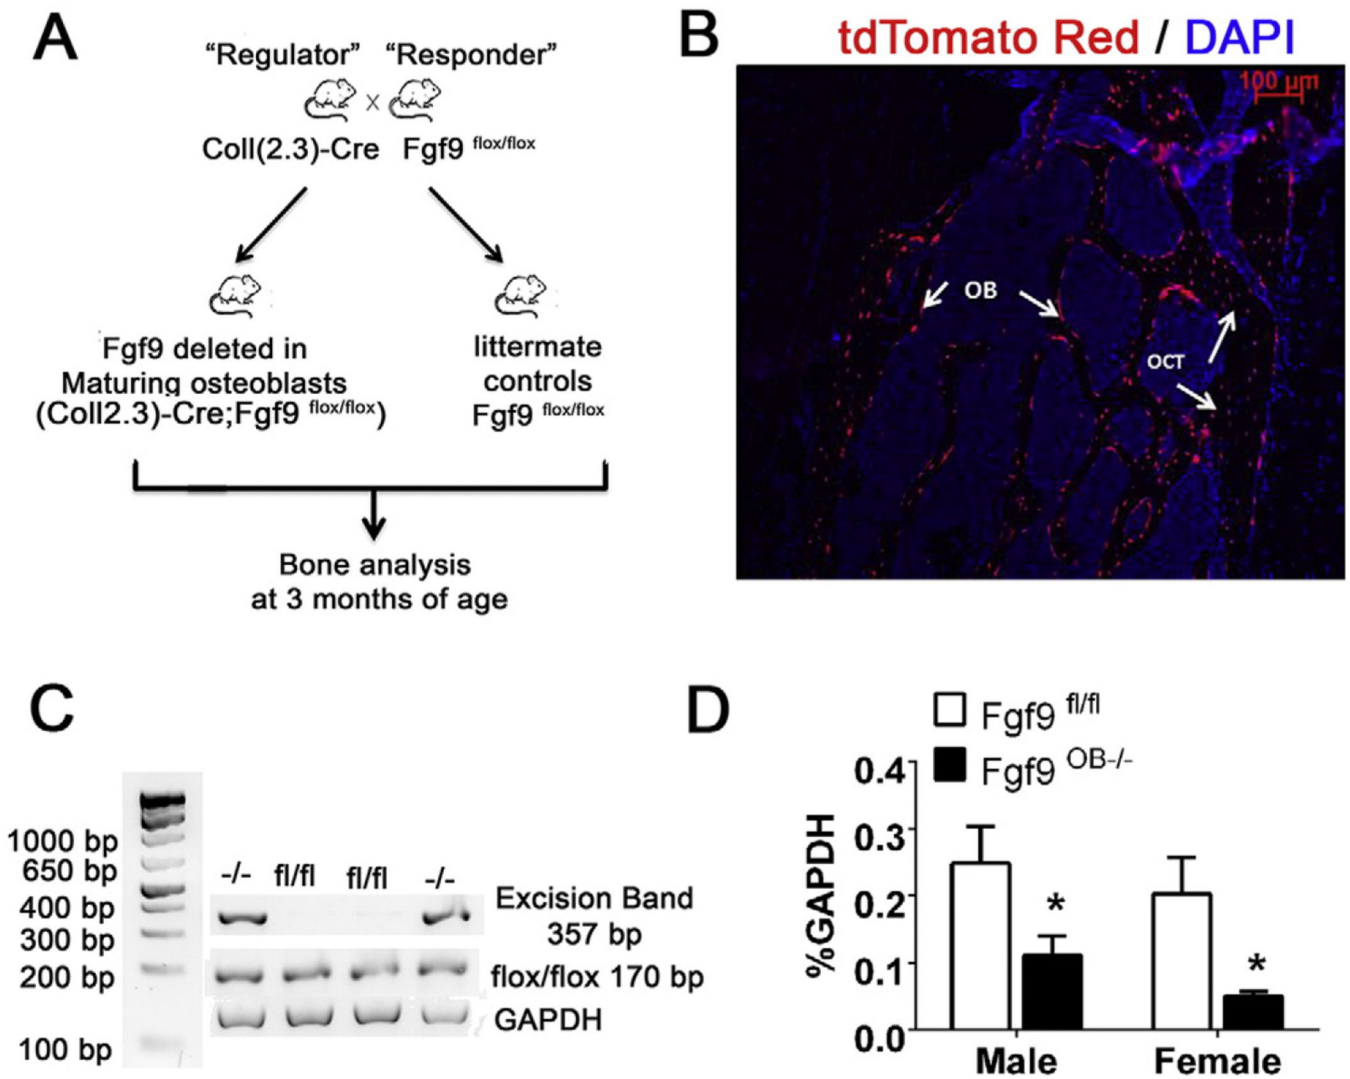 A
"Regulator" "Responder"
x
Coll(2.3)-Cre Fgf9 flox/flox
Fgf9 deleted in
Maturing osteoblasts
(Coll2.3)-Cre;Fgf9 flox/flox)
littermate
controls
Fgf9 flox/flox
Bone analysis
at 3 months of age
B
tdTomato Red / DAPI
100 µm
OB
OCT
C
1000 bp
650 bp
400 bp
300 bp
200 bp
100 bp
-/- fl/fl fl/fl -/-
Excision Band
357 bp
flox/flox 170 bp
GAPDH
D
Fgf9 fl/fl
Fgf9 OB-/-
%GAPDH
0.4
0.3
0.2
0.1
0.0
*
*
Male Female